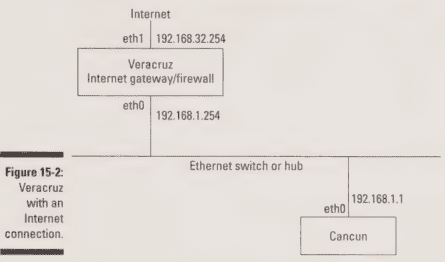 Internet
eth1 192.168.32.254
Veracruz
Internet gateway/firewall
eth0
192.168.1.254
Ethernet switch or hub
Figure 15-2:
Veracruz
with an
Internet
connection.
192.168.1.1
eth0
Cancun